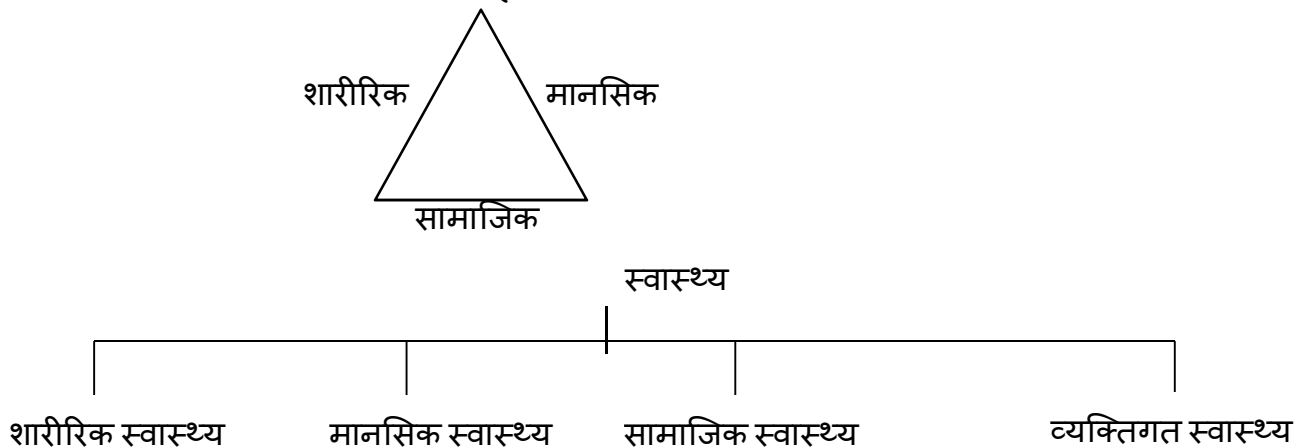 शारीरिक मानसिक
सामाजिक
स्वास्थ्य
शारीरिक स्वास्थ्य मानसिक स्वास्थ्य सामाजिक स्वास्थ्य व्यक्तिगत स्वास्थ्य